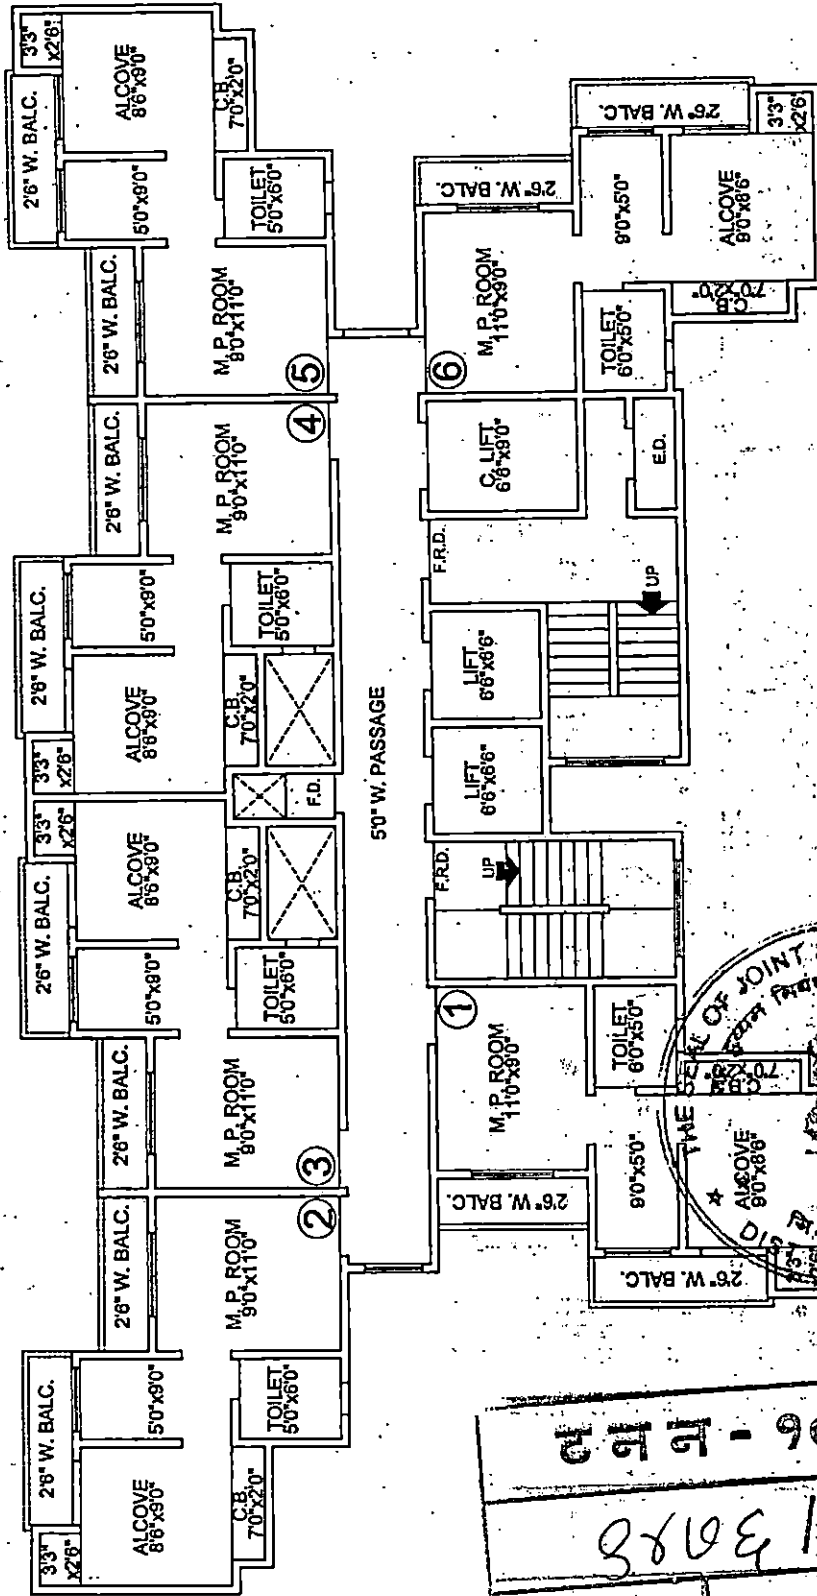 3'3"
x2'6"
ALCOVE
8'6"x9'0"
C.B.
7'0"x2'0"
2'6" W. BALC.
5'0"x9'0"
TOILET
5'0"x6'0"
2'6" W. BALC.
M. P. ROOM
9'0"x11'0"
5
2'6" W. BALC.
M. P. ROOM
9'0"x11'0"
4
2'6" W. BALC.
5'0"x9'0"
TOILET
5'0"x6'0"
3'3"
x2'6"
ALCOVE
8'6"x9'0"
C.B.
7'0"x2'0"
F.D.
3'3"
x2'6"
ALCOVE
8'6"x9'0"
C.B.
7'0"x2'0"
2'6" W. BALC.
5'0"x9'0"
TOILET
5'0"x6'0"
2'6" W. BALC.
M. P. ROOM
9'0"x11'0"
3
2'6" W. BALC.
M. P. ROOM
9'0"x11'0"
2
2'6" W. BALC.
5'0"x9'0"
TOILET
5'0"x6'0"
3'3"
x2'6"
ALCOVE
8'6"x9'0"
C.B.
7'0"x2'0"
5'0" W. PASSAGE
2'6" W. BALC.
2'6" W. BALC.
3'3"
x2'6"
M. P. ROOM
11'0"x9'0"
6
9'0"x5'0"
ALCOVE
9'0"x8'6"
TOILET
6'0"x5'0"
C.B.
7'0"x2'0"
C. LIFT
6'6"x9'0"
E.D.
F.R.D.
UP
LIFT
6'6"x6'6"
LIFT
6'6"x6'6"
F.R.D.
UP
1
M. P. ROOM
11'0"x9'0"
TOILET
6'0"x5'0"
C.B.
7'0"x2'0"
9'0"x5'0"
ALCOVE
9'0"x8'6"
2'6" W. BALC.
2'6" W. BALC.
3'3"
THE SEAL OF JOINT
DIS
ट न न - १